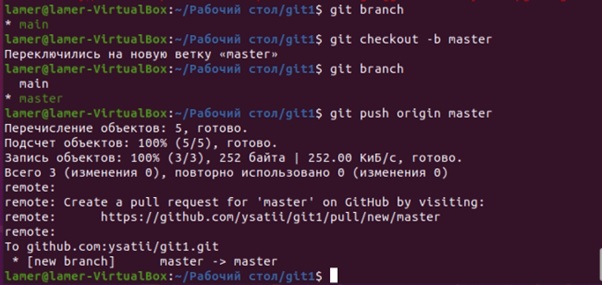 lamer@lamer-VirtualBox:~/Рабочий стол/git1$ git branch
* main
lamer@lamer-VirtualBox:~/Рабочий стол/git1$ git checkout -b master
Переключились на новую ветку «master»
lamer@lamer-VirtualBox:~/Рабочий стол/git1$ git branch
  main
* master
lamer@lamer-VirtualBox:~/Рабочий стол/git1$ git push origin master
Перечисление объектов: 5, готово.
Подсчет объектов: 100% (5/5), готово.
Запись объектов: 100% (3/3), 252 байта | 252.00 КиБ/с, готово.
Всего 3 (изменения 0), повторно использовано 0 (изменения 0)
remote:
remote: Create a pull request for 'master' on GitHub by visiting:
remote:      https://github.com/ysatii/git1/pull/new/master
remote:
To github.com:ysatii/git1.git
 * [new branch]      master -> master
lamer@lamer-VirtualBox:~/Рабочий стол/git1$